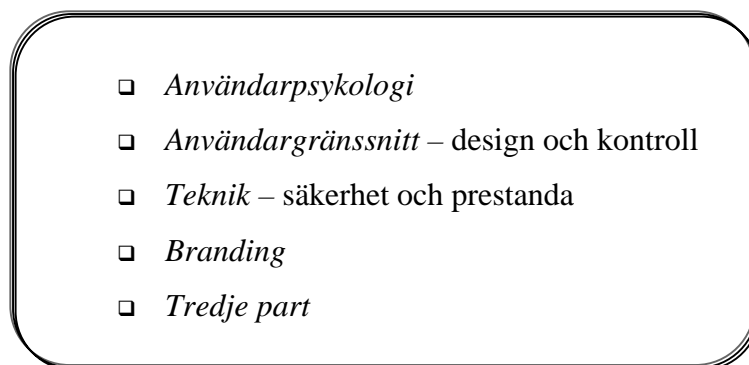 ❑ Användarpsykologi
❑ Användargränssnitt – design och kontroll
❑ Teknik – säkerhet och prestanda
❑ Branding
❑ Tredje part